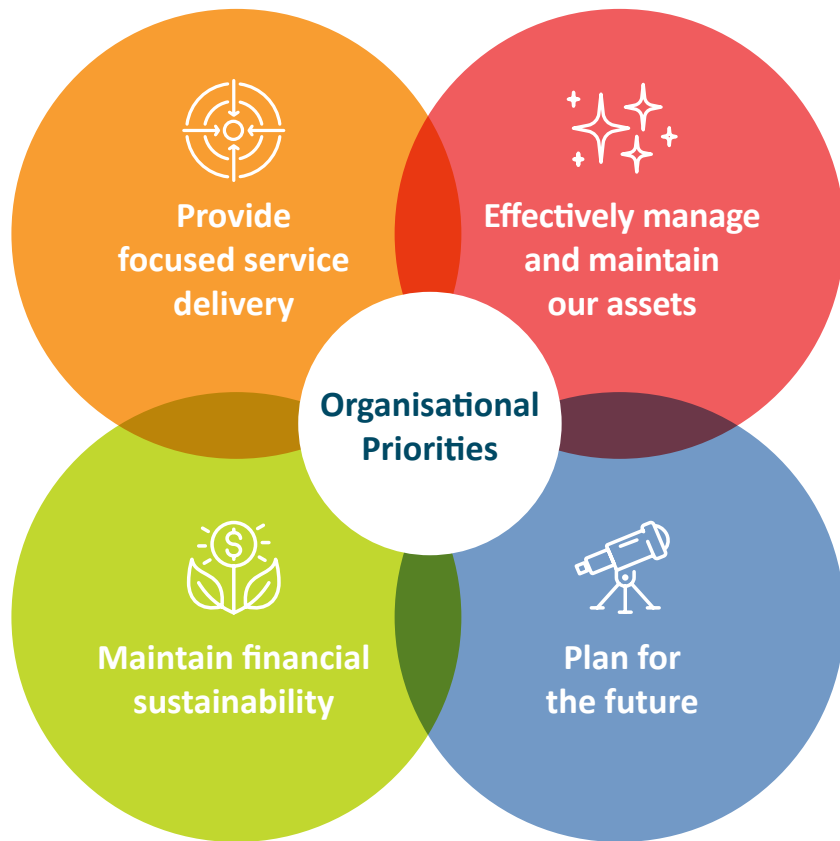 Provide
focused service
delivery
Effectively manage
and maintain
our assets
Organisational
Priorities
$
Maintain financial
sustainability
Plan for
the future